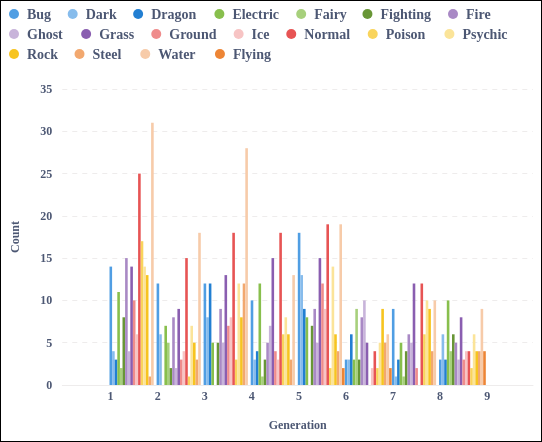 Bug Dark Dragon Electric Fairy Fighting Fire
Ghost Grass Ground Ice Normal Poison Psychic
Rock Steel Water Flying
35
30
25
20
15
10
5
0
Count
1 2 3 4 5 6 7 8 9
Generation